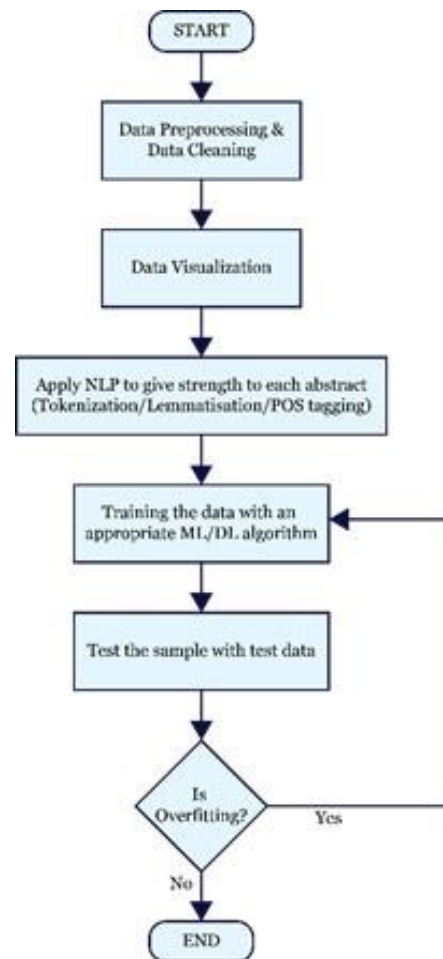 START
Data Preprocessing &
Data Cleaning
Data Visualization
Apply NLP to give strength to each abstract
(Tokenization/Lemmatisation/POS tagging)
Training the data with an
appropriate ML/DL algorithm
Test the sample with test data
Is
Overfitting?
Yes
No
END